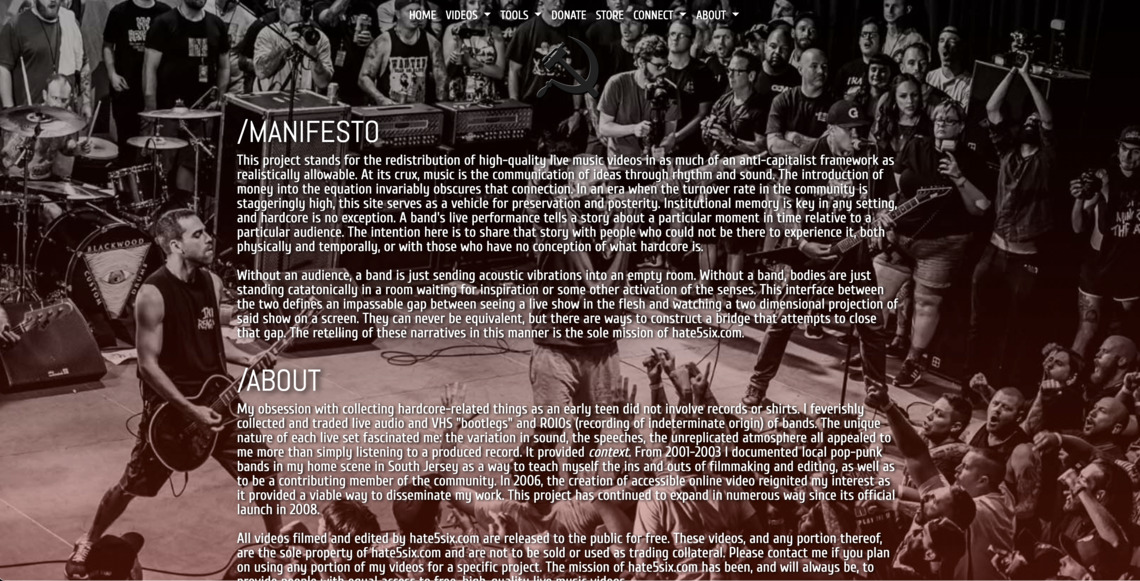 HOME VIDEOS TOOLS DONATE STORE CONNECT ABOUT
/MANIFESTO
This project stands for the redistribution of high-quality live music videos in as much of an anti-capitalist framework as
realistically allowable. At its crux, music is the communication of ideas through rhythm and sound. The introduction of
money into the equation invariably obscures that connection. In an era when the turnover rate in the community is
staggeringly high, this site serves as a vehicle for preservation and posterity. Institutional memory is key in any setting,
and hardcore is no exception. A band's live performance tells a story about a particular moment in time relative to a
particular audience. The intention here is to share that story with people who could not be there to experience it, both
physically and temporally, or with those who have no conception of what hardcore is.
Without an audience, a band is just sending acoustic vibrations into an empty room. Without a band, bodies are just
standing catatonically in a room waiting for inspiration or some other activation of the senses. This interface between
the two defines an impassable gap between seeing a live show in the flesh and watching a two dimensional projection of
said show on a screen. They can never be equivalent, but there are ways to construct a bridge that attempts to close
that gap. The retelling of these narratives in this manner is the sole mission of hate5six.com.
/ABOUT
My obsession with collecting hardcore-related things as an early teen did not involve records or shirts. I feverishly
collected and traded live audio and VHS "bootlegs" and ROIOs (recording of indeterminate origin) of bands. The unique
nature of each live set fascinated me: the variation in sound, the speeches, the unreplicated atmosphere all appealed to
me more than simply listening to a produced record. It provided context. From 2001-2003 I documented local pop-punk
bands in my home scene in South Jersey as a way to teach myself the ins and outs of filmmaking and editing, as well as
to be a contributing member of the community. In 2006, the creation of accessible online video reignited my interest as
it provided a viable way to disseminate my work. This project has continued to expand in numerous way since its official
launch in 2008.
All videos filmed and edited by hate5six.com are released to the public for free. These videos, and any portion thereof,
are the sole property of hate5six.com and are not to be sold or used as trading collateral. Please contact me if you plan
on using any portion of my videos for a specific project. The mission of hate5six.com has been, and will always be, to
provide people with equal access to free, high-quality live music videos.
BLACKWOOD
CUSTOM